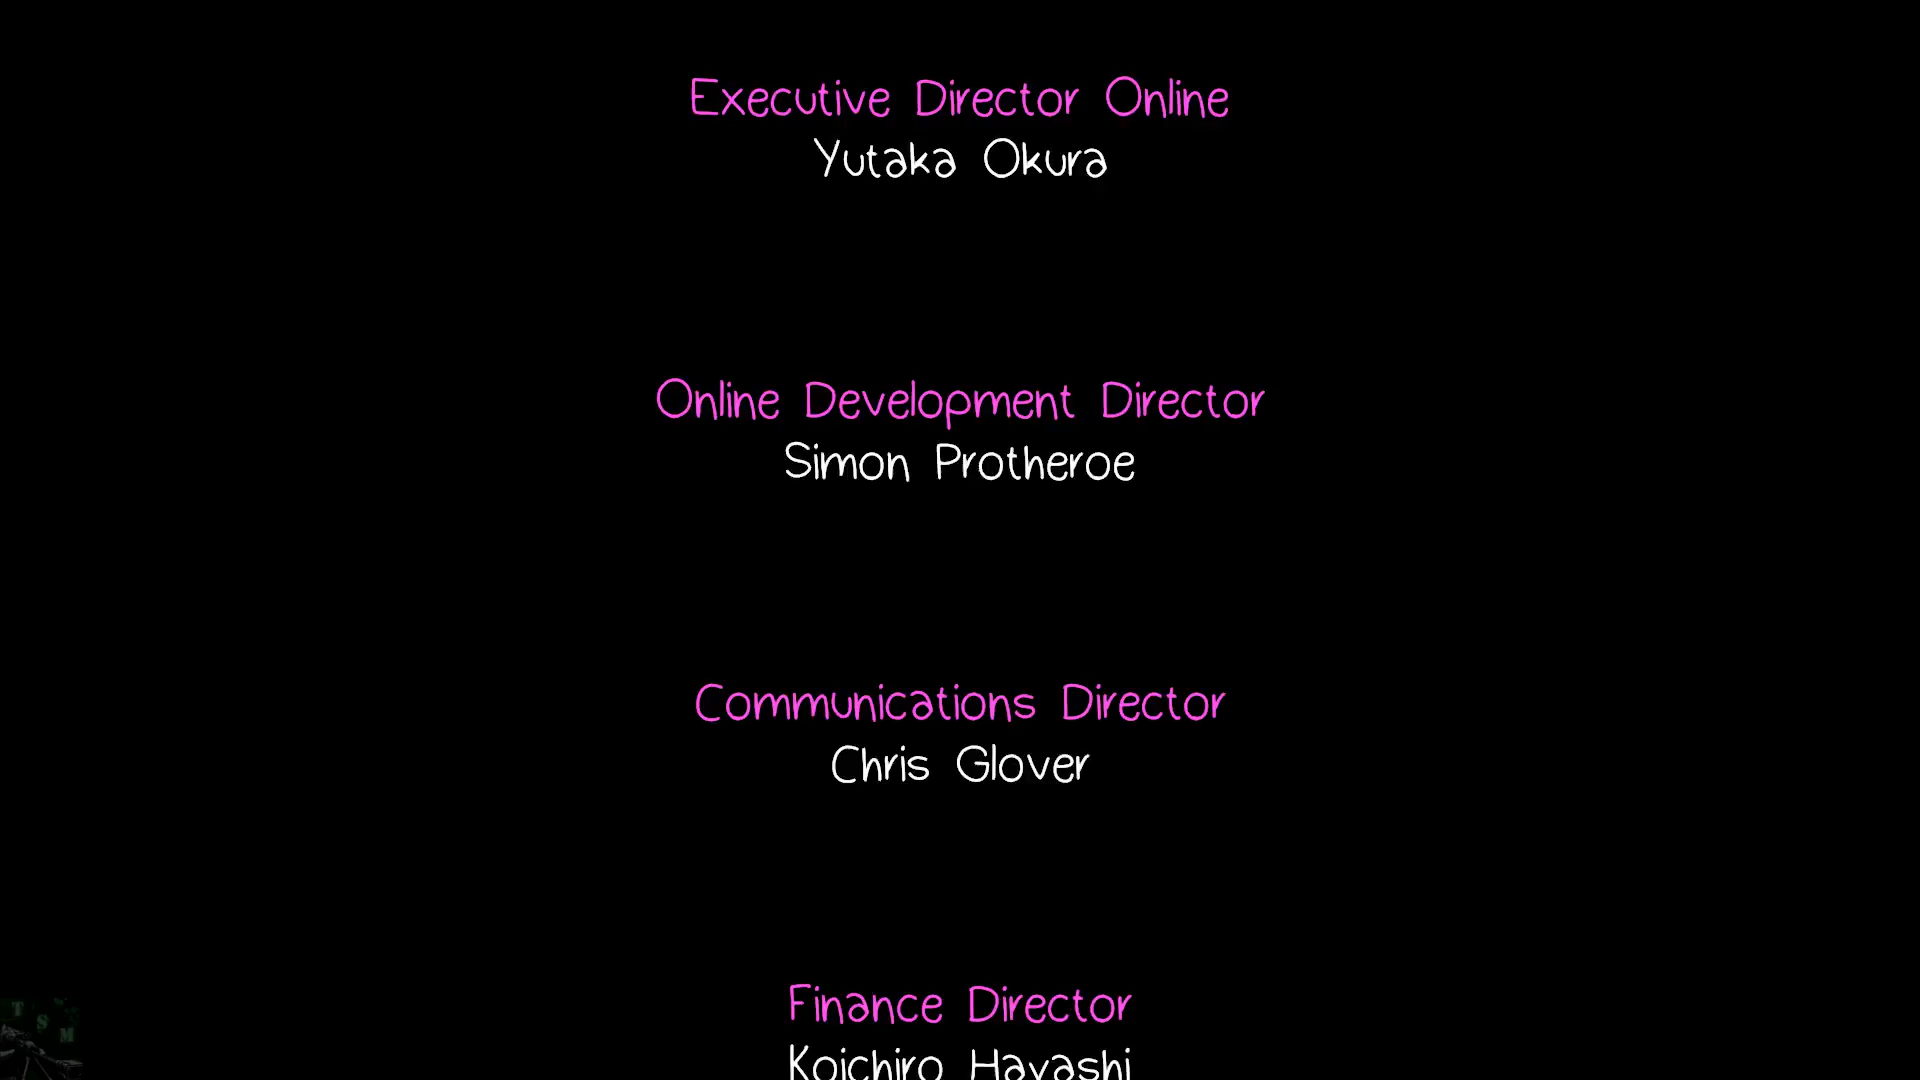 Executive Director Online
Yutaka Okura
Online Development Director
Simon Protheroe
Communications Director
Chris Glover
Finance Director
Koichiro Hayashi
T S M